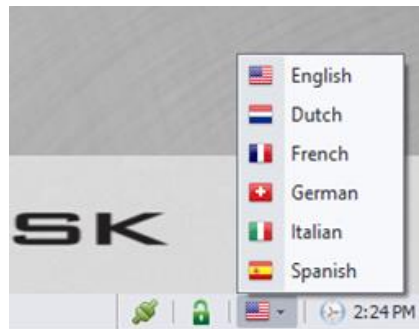 English
Dutch
French
German
Italian
SK
Spanish
2:24 PM